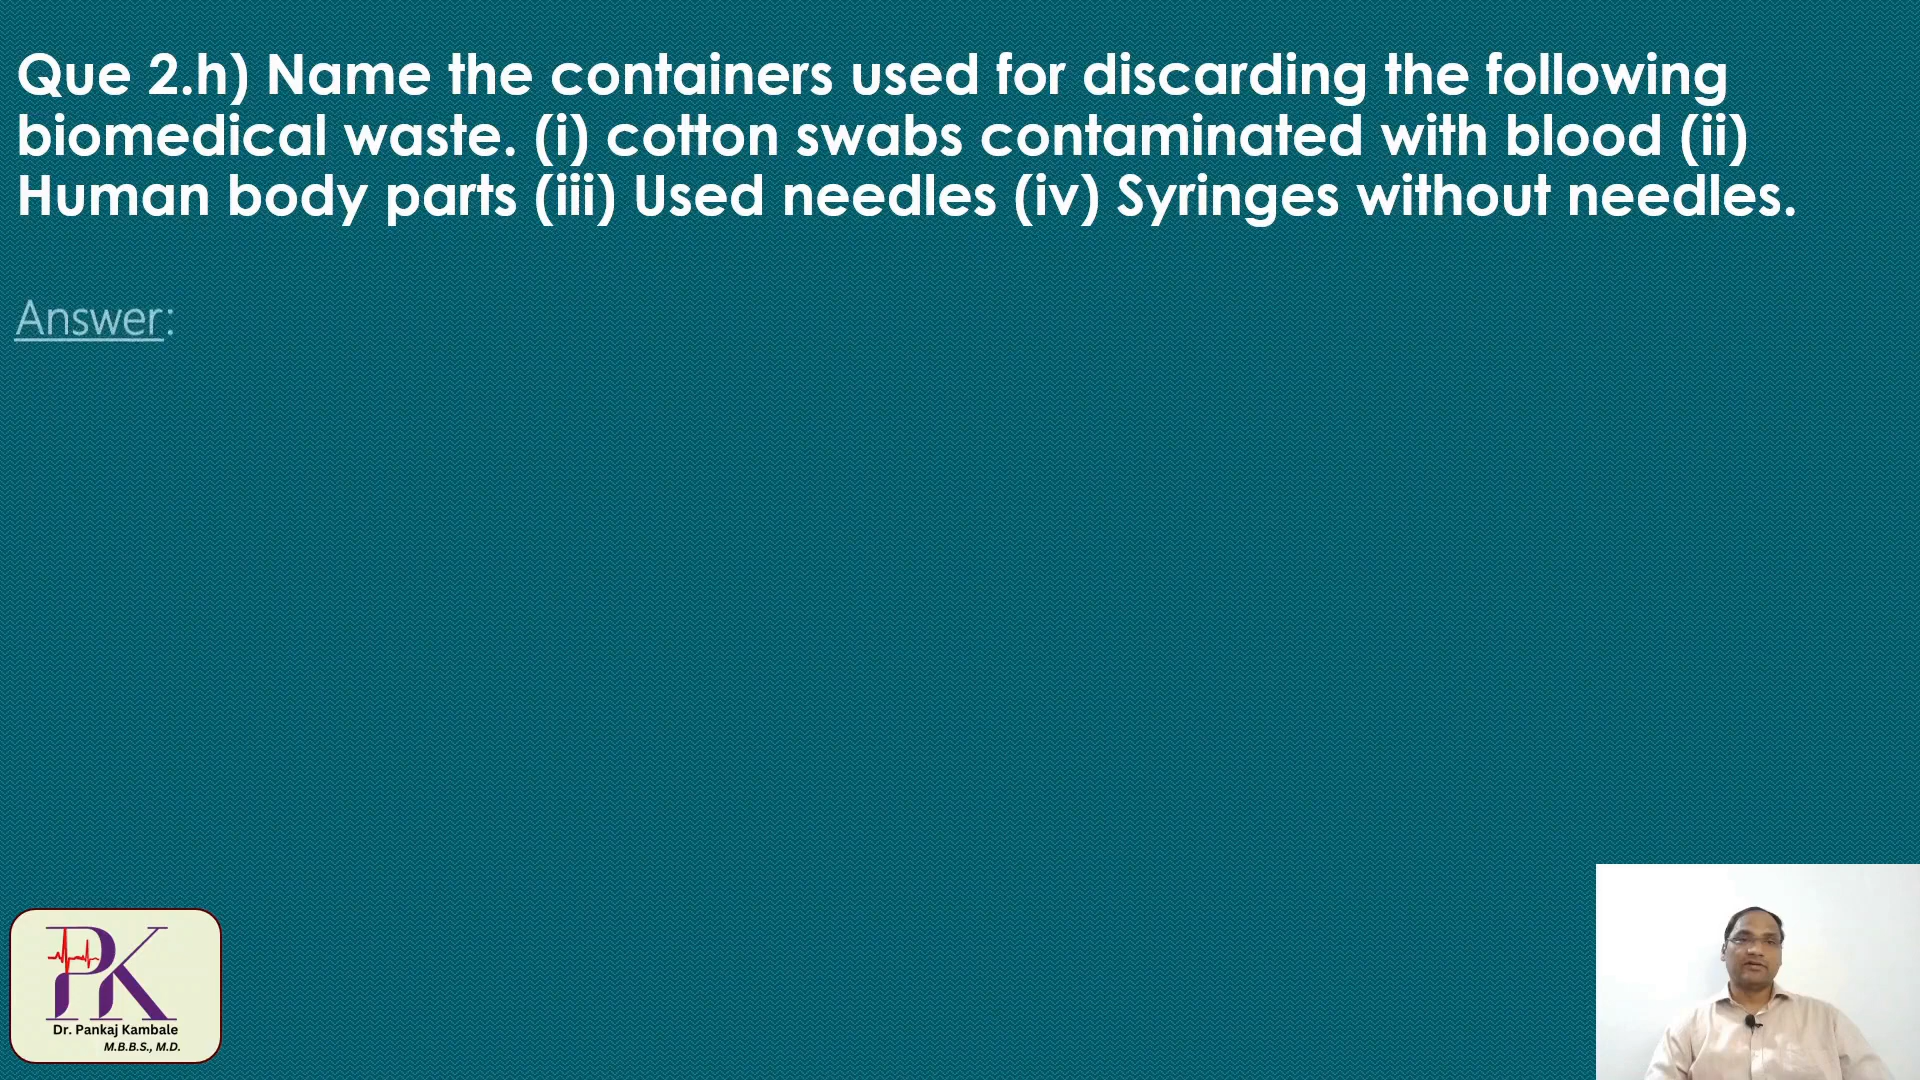 Que 2.h) Name the containers used for discarding the following
biomedical waste. (i) cotton swabs contaminated with blood (ii)
Human body parts (iii) Used needles (iv) Syringes without needles.
Answer:
PK
Dr. Pankaj Kambale
M.B.B.S., M.D.